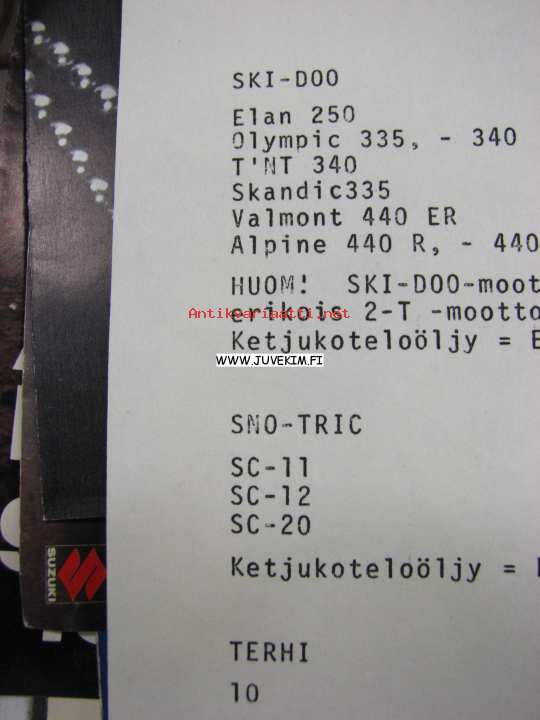 SKI-DOO
Elan 250
Olympic 335, - 340
T'NT 340
Skandic335
Valmont 440 ER
Alpine 440 R, - 440
HUOM! SKI-DOO-moot
Antikvariaatti.net
erikois 2-T -mootto
Ketjukoteloöljy =
WWW.JUVEKIM.FI
SNO-TRIC
SC-11
SC-12
SC-20
Ketjukoteloöljy =
SUZUKI
TERHI
10